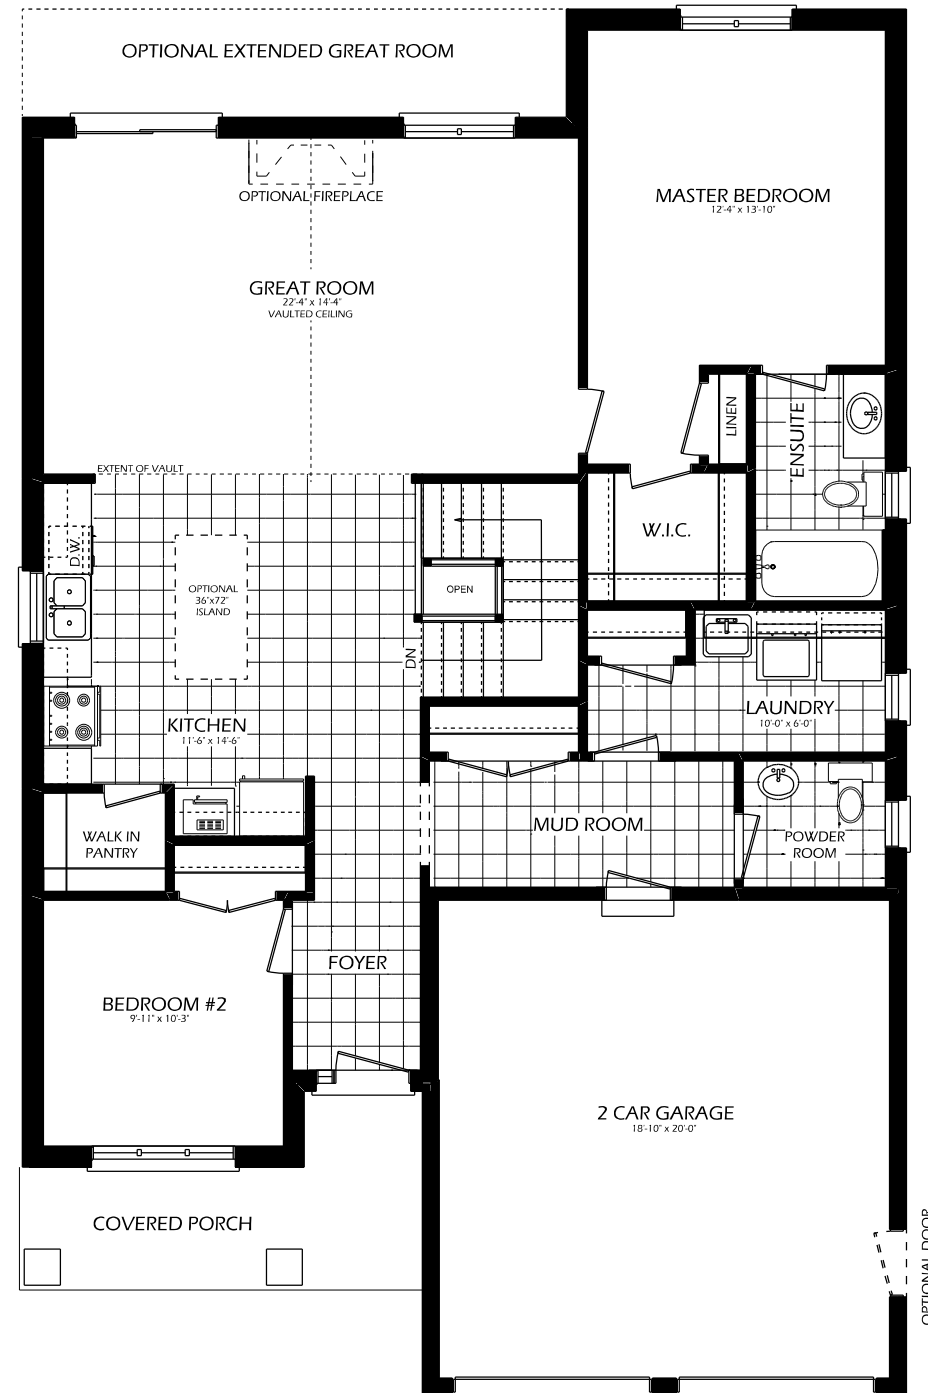 OPTIONAL EXTENDED GREAT ROOM
MASTER BEDROOM
12'-4" x 13'-10"
OPTIONAL FIREPLACE
GREAT ROOM
22'-4" x 14'-4"
VAULTED CEILING
LINEN
ENSUITE
EXTENT OF VAULT
W.I.C.
D.W.
OPTIONAL
36"x72"
ISLAND
OPEN
DN
KITCHEN
11'-6" x 14'-6"
LAUNDRY
10'-0" x 6'-0"
WALK IN
PANTRY
MUD ROOM
POWDER
ROOM
FOYER
BEDROOM #2
9'-11" x 10'-3"
2 CAR GARAGE
18'-10" x 20'-0"
COVERED PORCH
OPTIONAL DOOR